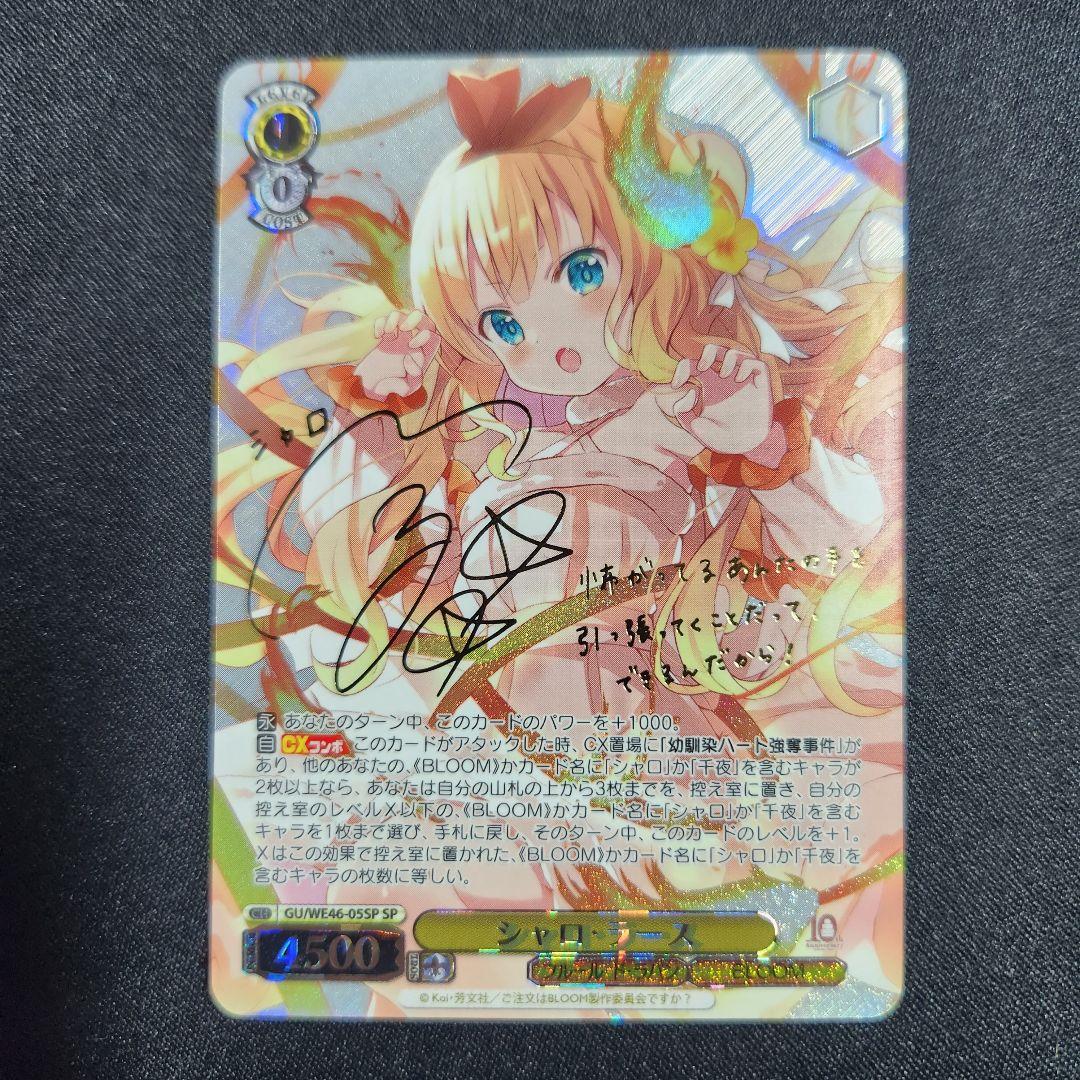 LEVEL
0
COST
シャロ
怖がってるあんたの手を
引っ張ってくことだって、
できるんだから!
永 あなたのターン中、このカードのパワーを+1000。
自 CXコンボ このカードがアタックした時、CX置場に「幼馴染ハート強奪事件」が
あり、他のあなたの、《BLOOM》かカード名に「シャロ」か「千夜」を含むキャラが
2枚以上なら、あなたは自分の山札の上から3枚までを、控え室に置き、自分の
控え室のレベルX以下の、《BLOOM》かカード名に「シャロ」か「千夜」を含む
キャラを1枚まで選び、手札に戻し、そのターン中、このカードのレベルを+1。
Xはこの効果で控え室に置かれた、《BLOOM》かカード名に「シャロ」か「千夜」を
含むキャラの枚数に等しい。
CH GU/WE46-05SP SP
シャロ・ラース
10th
4500
フルール・ド・ラパン
BLOOM
© Koi・芳文社/ご注文はBLOOM製作委員会ですか?